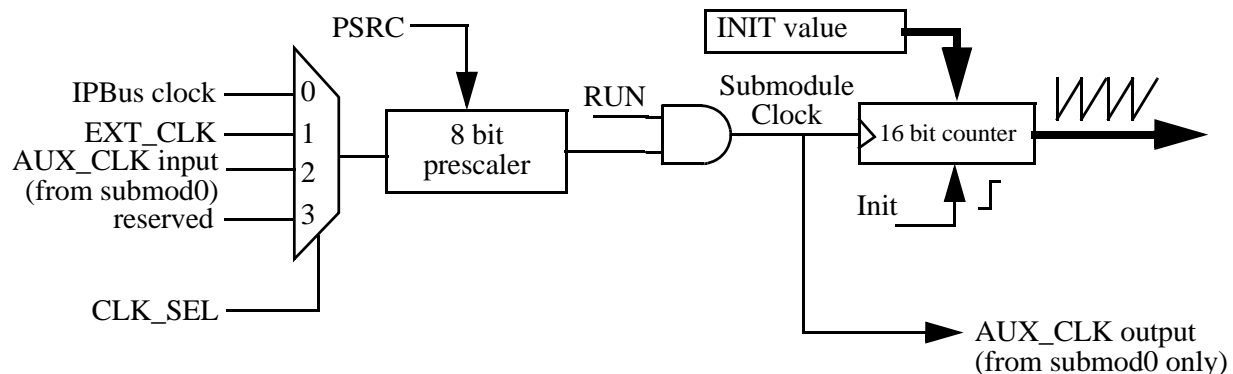 PSRC
INIT value
IPBus clock
0
EXT_CLK
1
AUX_CLK input
(from submod0)
2
reserved
3
CLK_SEL
8 bit
prescaler
RUN
Submodule
Clock
16 bit counter
Init
AUX_CLK output
(from submod0 only)